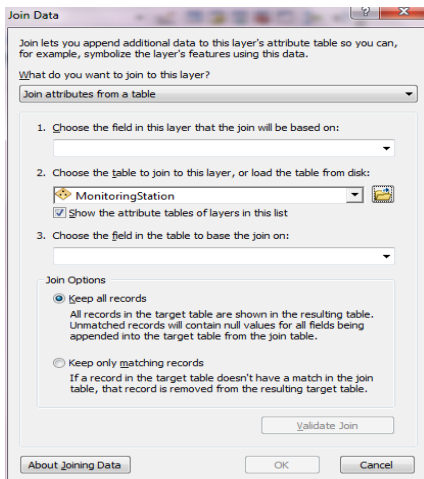 Join Data
Join lets you append additional data to this layer's attribute table so you can,
for example, symbolize the layer's features using this data.
What do you want to join to this layer?
Join attributes from a table
1. Choose the field in this layer that the join will be based on:
2. Choose the table to join to this layer, or load the table from disk:
MonitoringStation
Show the attribute tables of layers in this list
3. Choose the field in the table to base the join on:
Join Options
Keep all records
All records in the target table are shown in the resulting table.
Unmatched records will contain null values for all fields being
appended into the target table from the join table.
Keep only matching records
If a record in the target table doesn't have a match in the join
table, that record is removed from the resulting target table.
Validate Join
About Joining Data OK Cancel